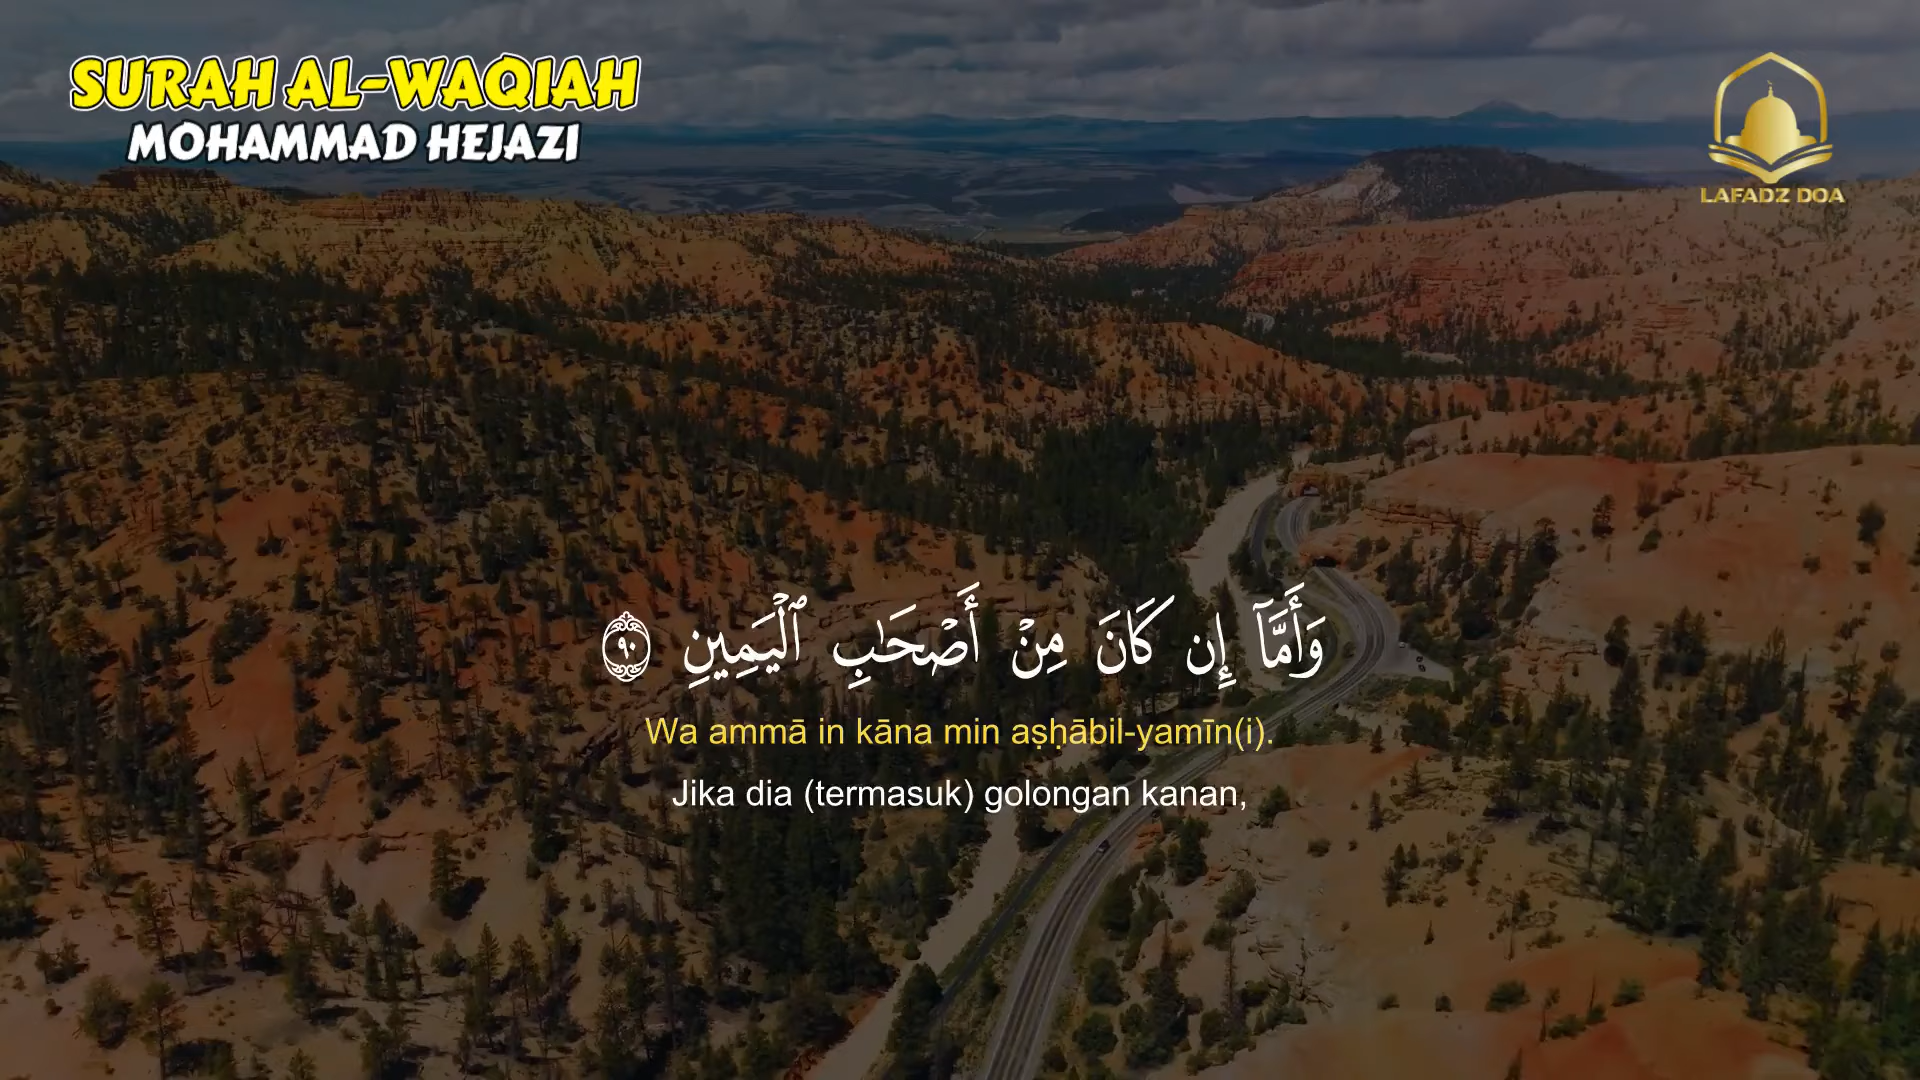 SURAH AL-WAQIAH
MOHAMMAD HEJAZI
LAFADZ DOA
وَأَمَّآ إِن كَانَ مِنْ أَصْحَـٰبِ ٱلْيَمِينِ ٩٠
Wa ammā in kāna min aṣḥābil-yamīn(i).
Jika dia (termasuk) golongan kanan,